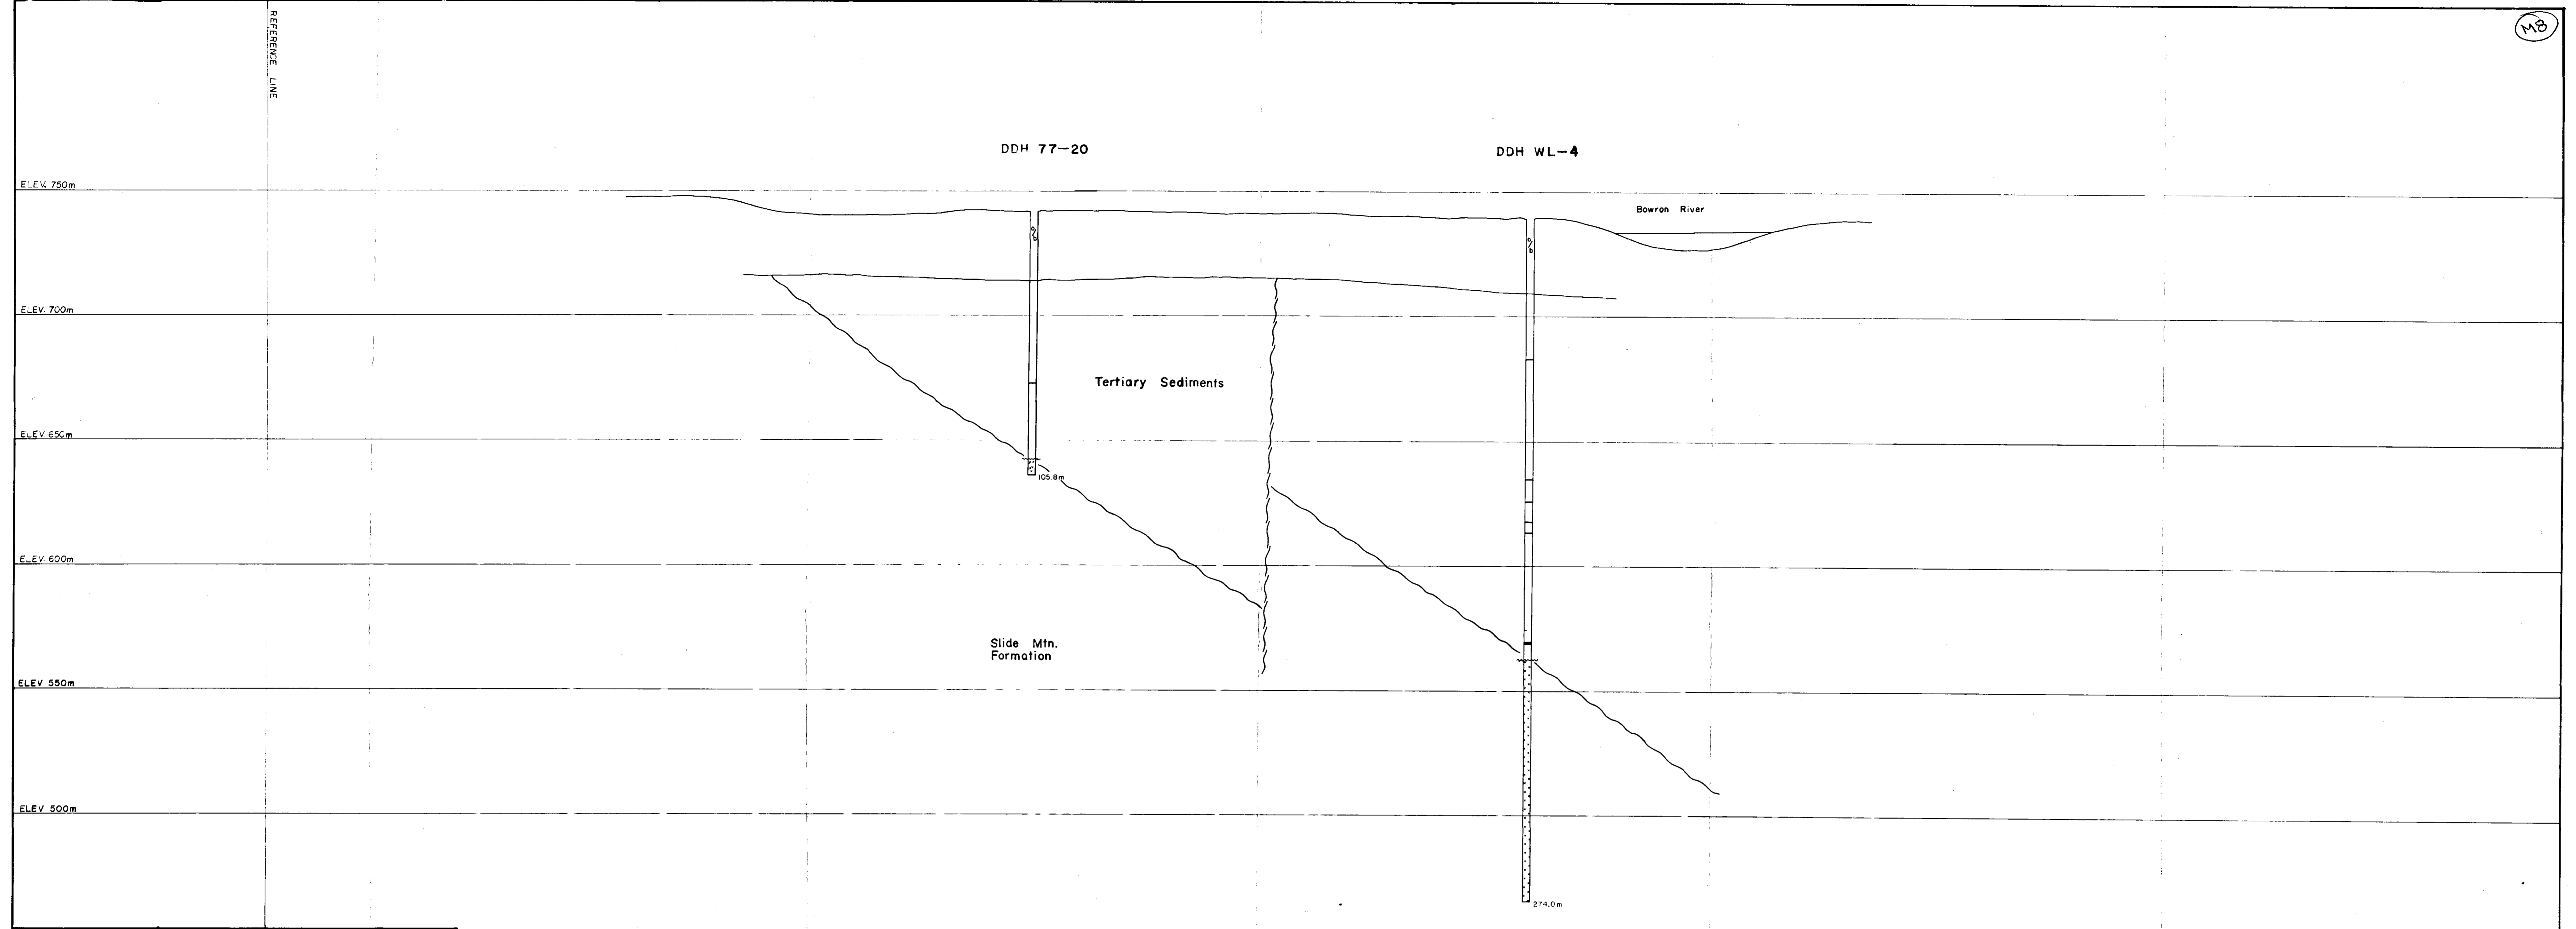 M8
REFERENCE LINE
DDH 77-20
DDH WL-4
ELEV. 750m
Bowron River
o/b
o/b
ELEV. 700m
Tertiary Sediments
ELEV 650m
105.8m
ELEV. 600m
Slide Mtn.
Formation
ELEV 550m
ELEV 500m
274.0m